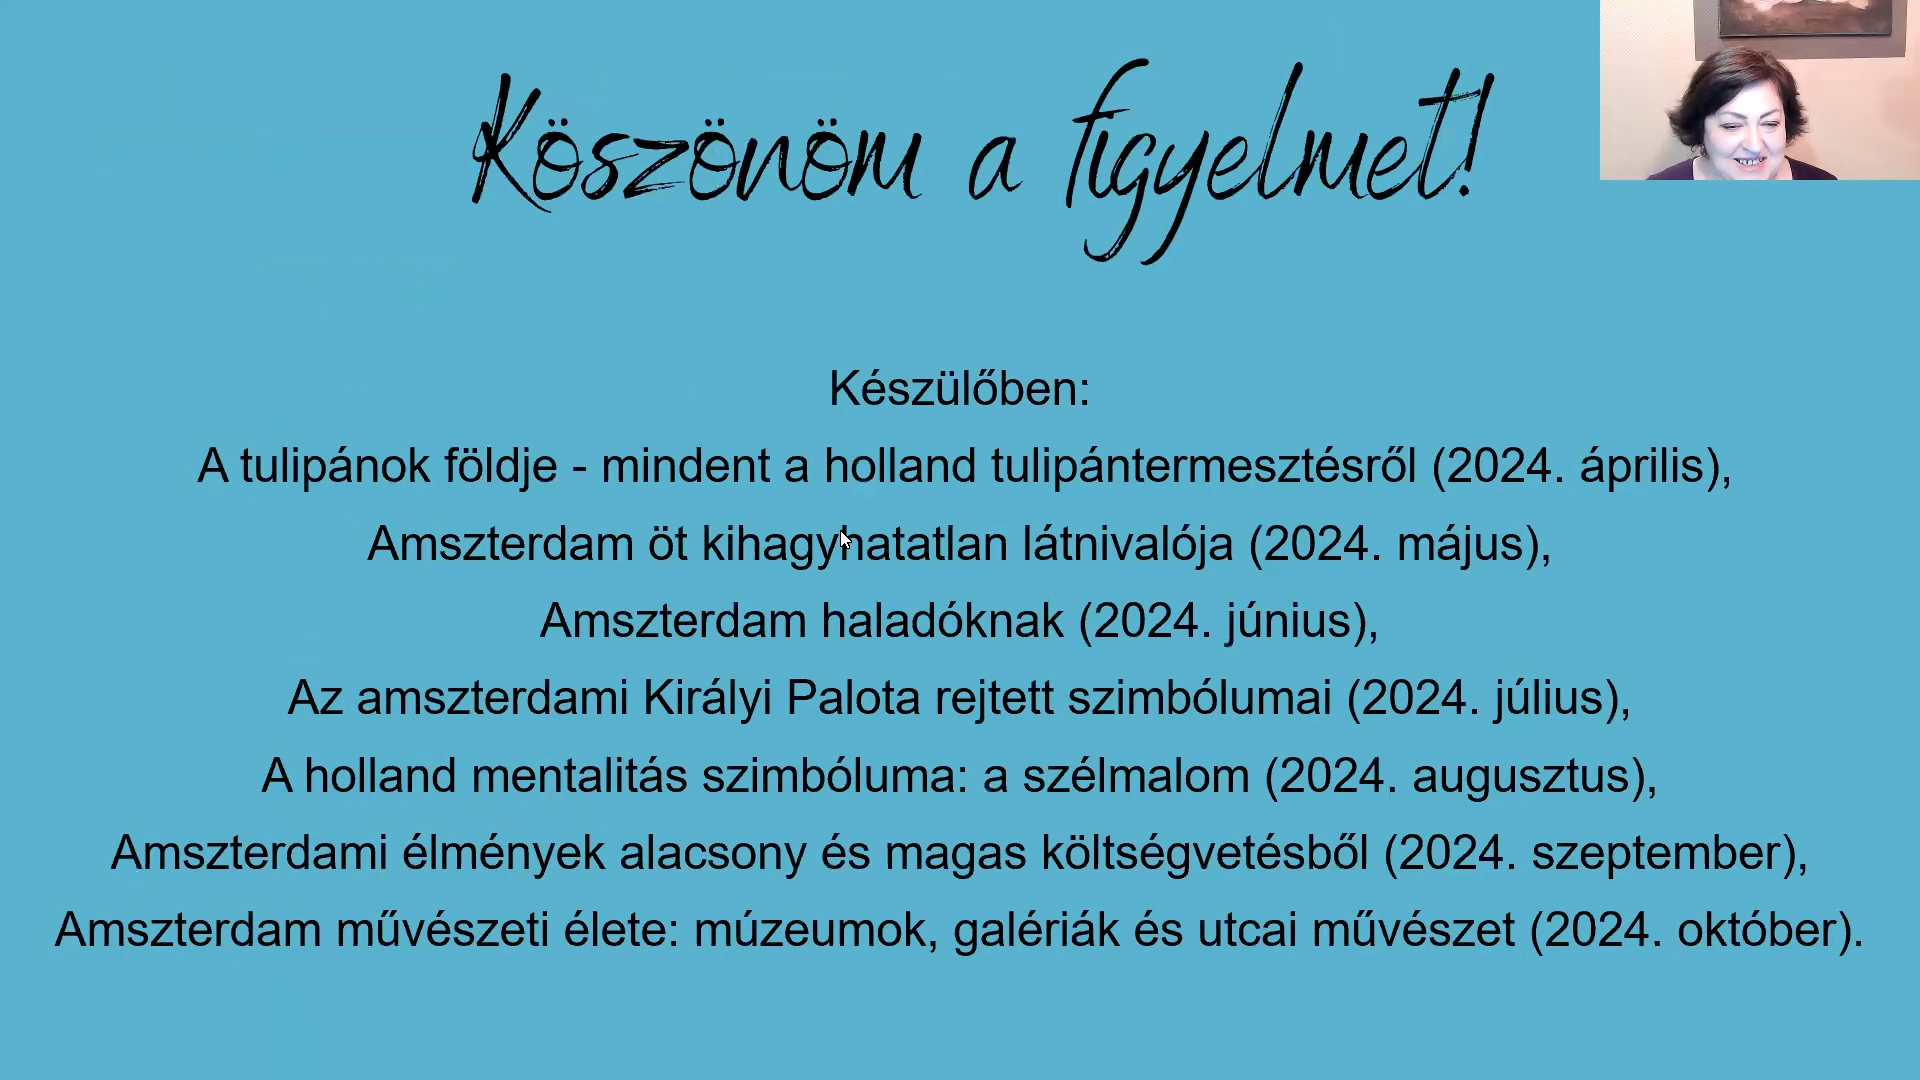 Köszönöm a figyelmet!
Készülőben:
A tulipánok földje - mindent a holland tulipántermesztésről (2024. április),
Amszterdam öt kihagyhatatlan látnivalója (2024. május),
Amszterdam haladóknak (2024. június),
Az amszterdami Királyi Palota rejtett szimbólumai (2024. július),
A holland mentalitás szimbóluma: a szélmalom (2024. augusztus),
Amszterdami élmények alacsony és magas költségvetésből (2024. szeptember),
Amszterdam művészeti élete: múzeumok, galériák és utcai művészet (2024. október).